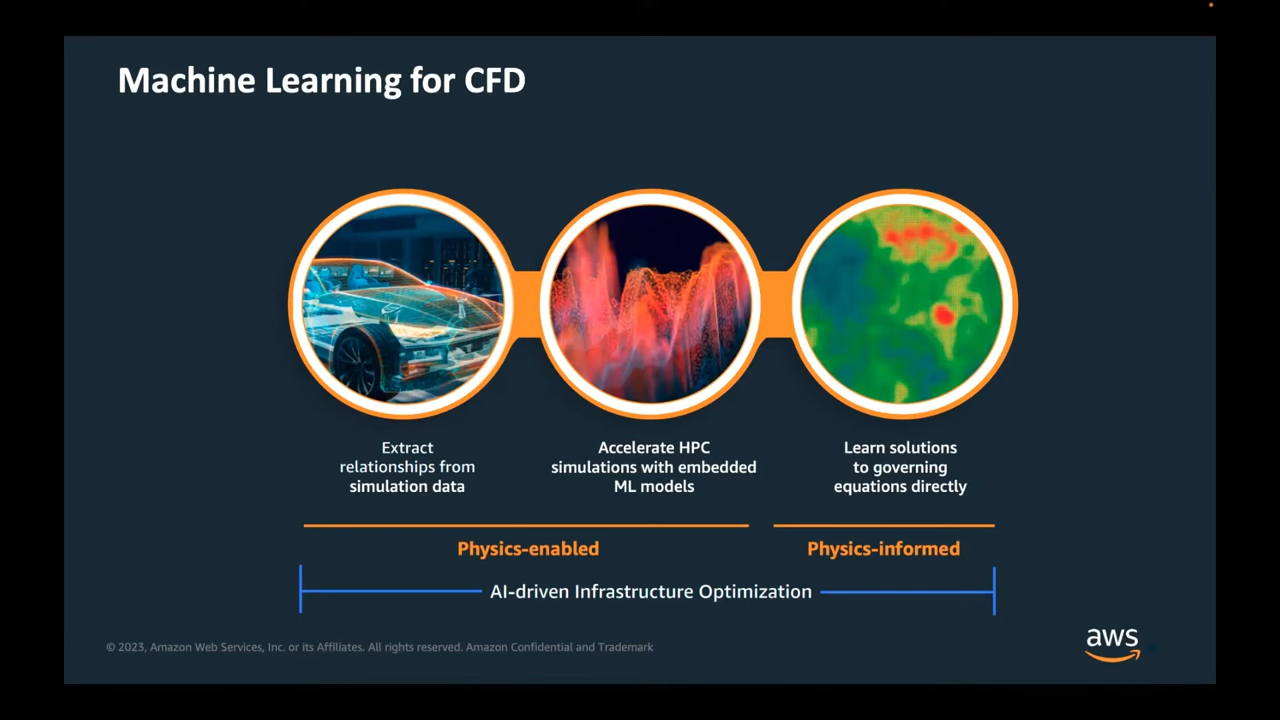 Machine Learning for CFD
Extract
relationships from
simulation data
Accelerate HPC
simulations with embedded
ML models
Learn solutions
to governing
equations directly
Physics-enabled
Physics-informed
AI-driven Infrastructure Optimization
© 2023, Amazon Web Services, Inc. or its Affiliates. All rights reserved. Amazon Confidential and Trademark
aws